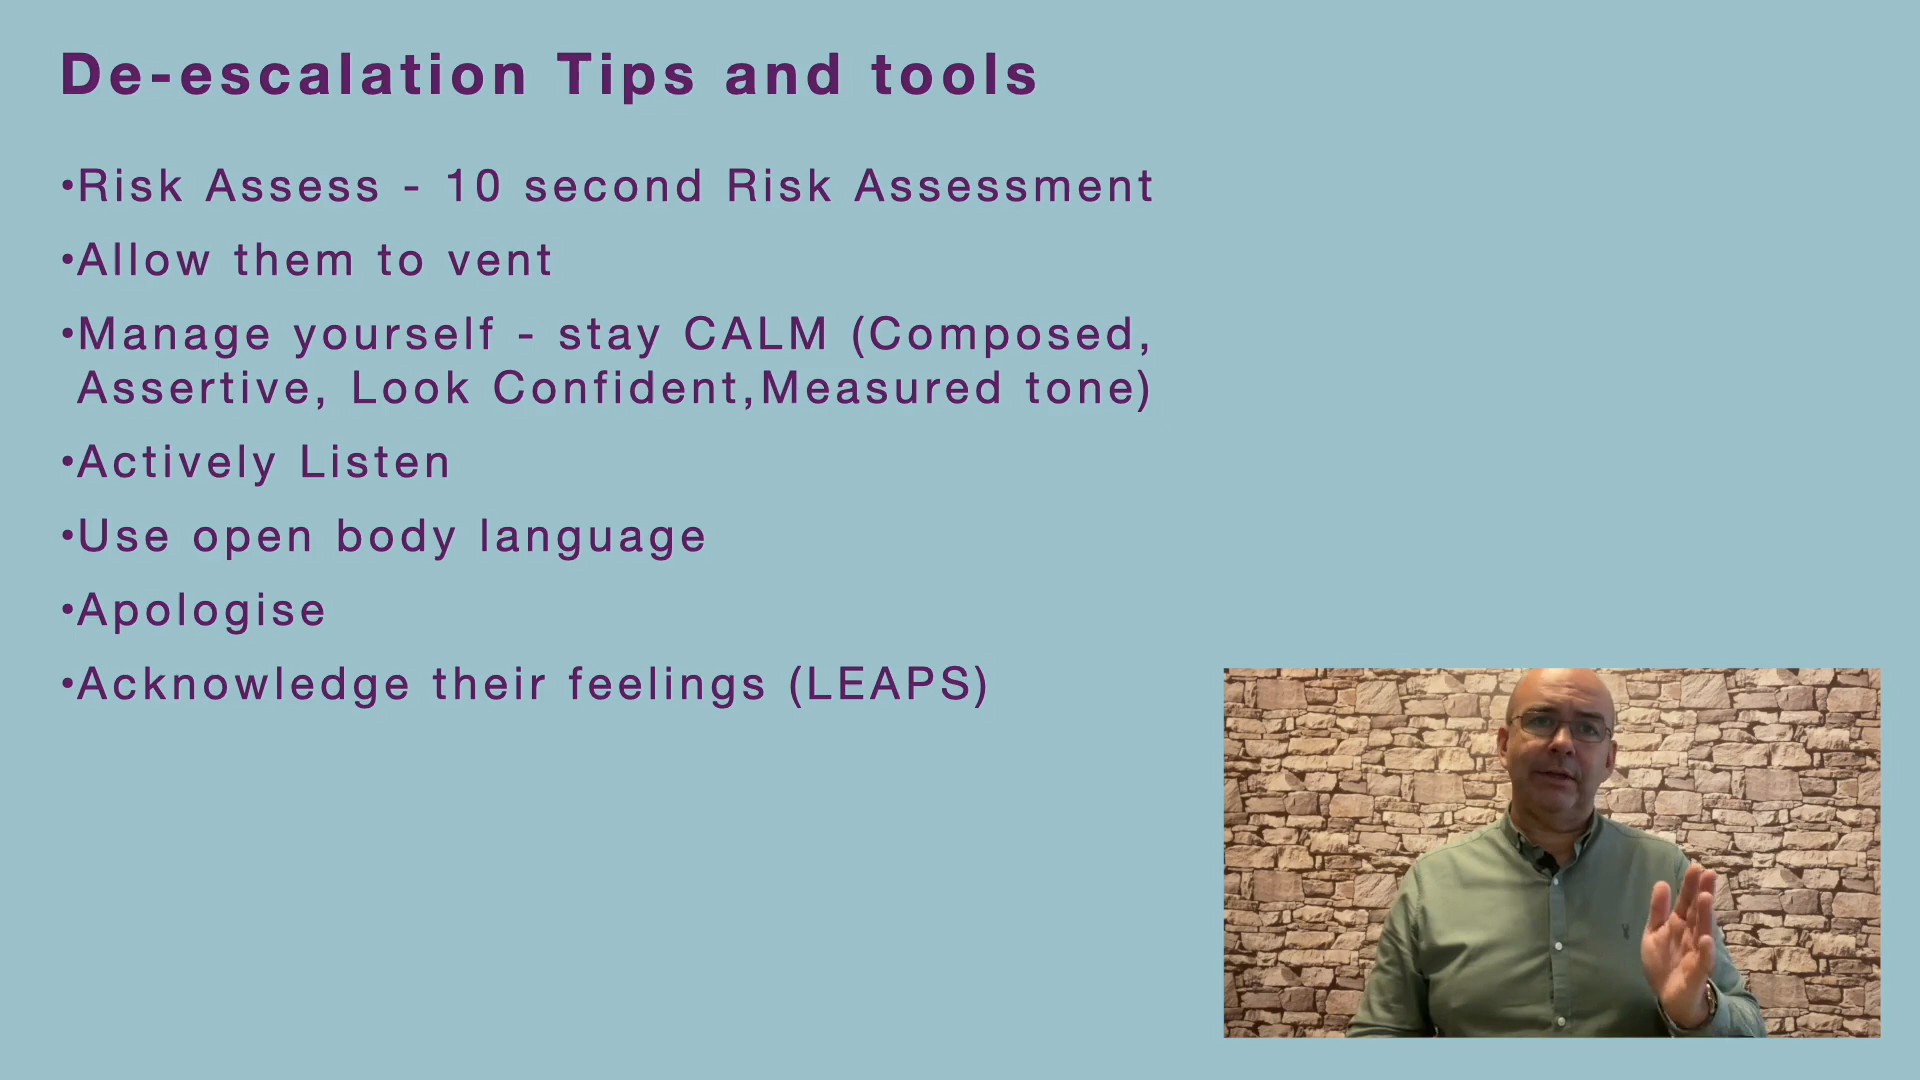 De-escalation Tips and tools
•Risk Assess - 10 second Risk Assessment
•Allow them to vent
•Manage yourself - stay CALM (Composed,
Assertive, Look Confident,Measured tone)
•Actively Listen
•Use open body language
•Apologise
•Acknowledge their feelings (LEAPS)